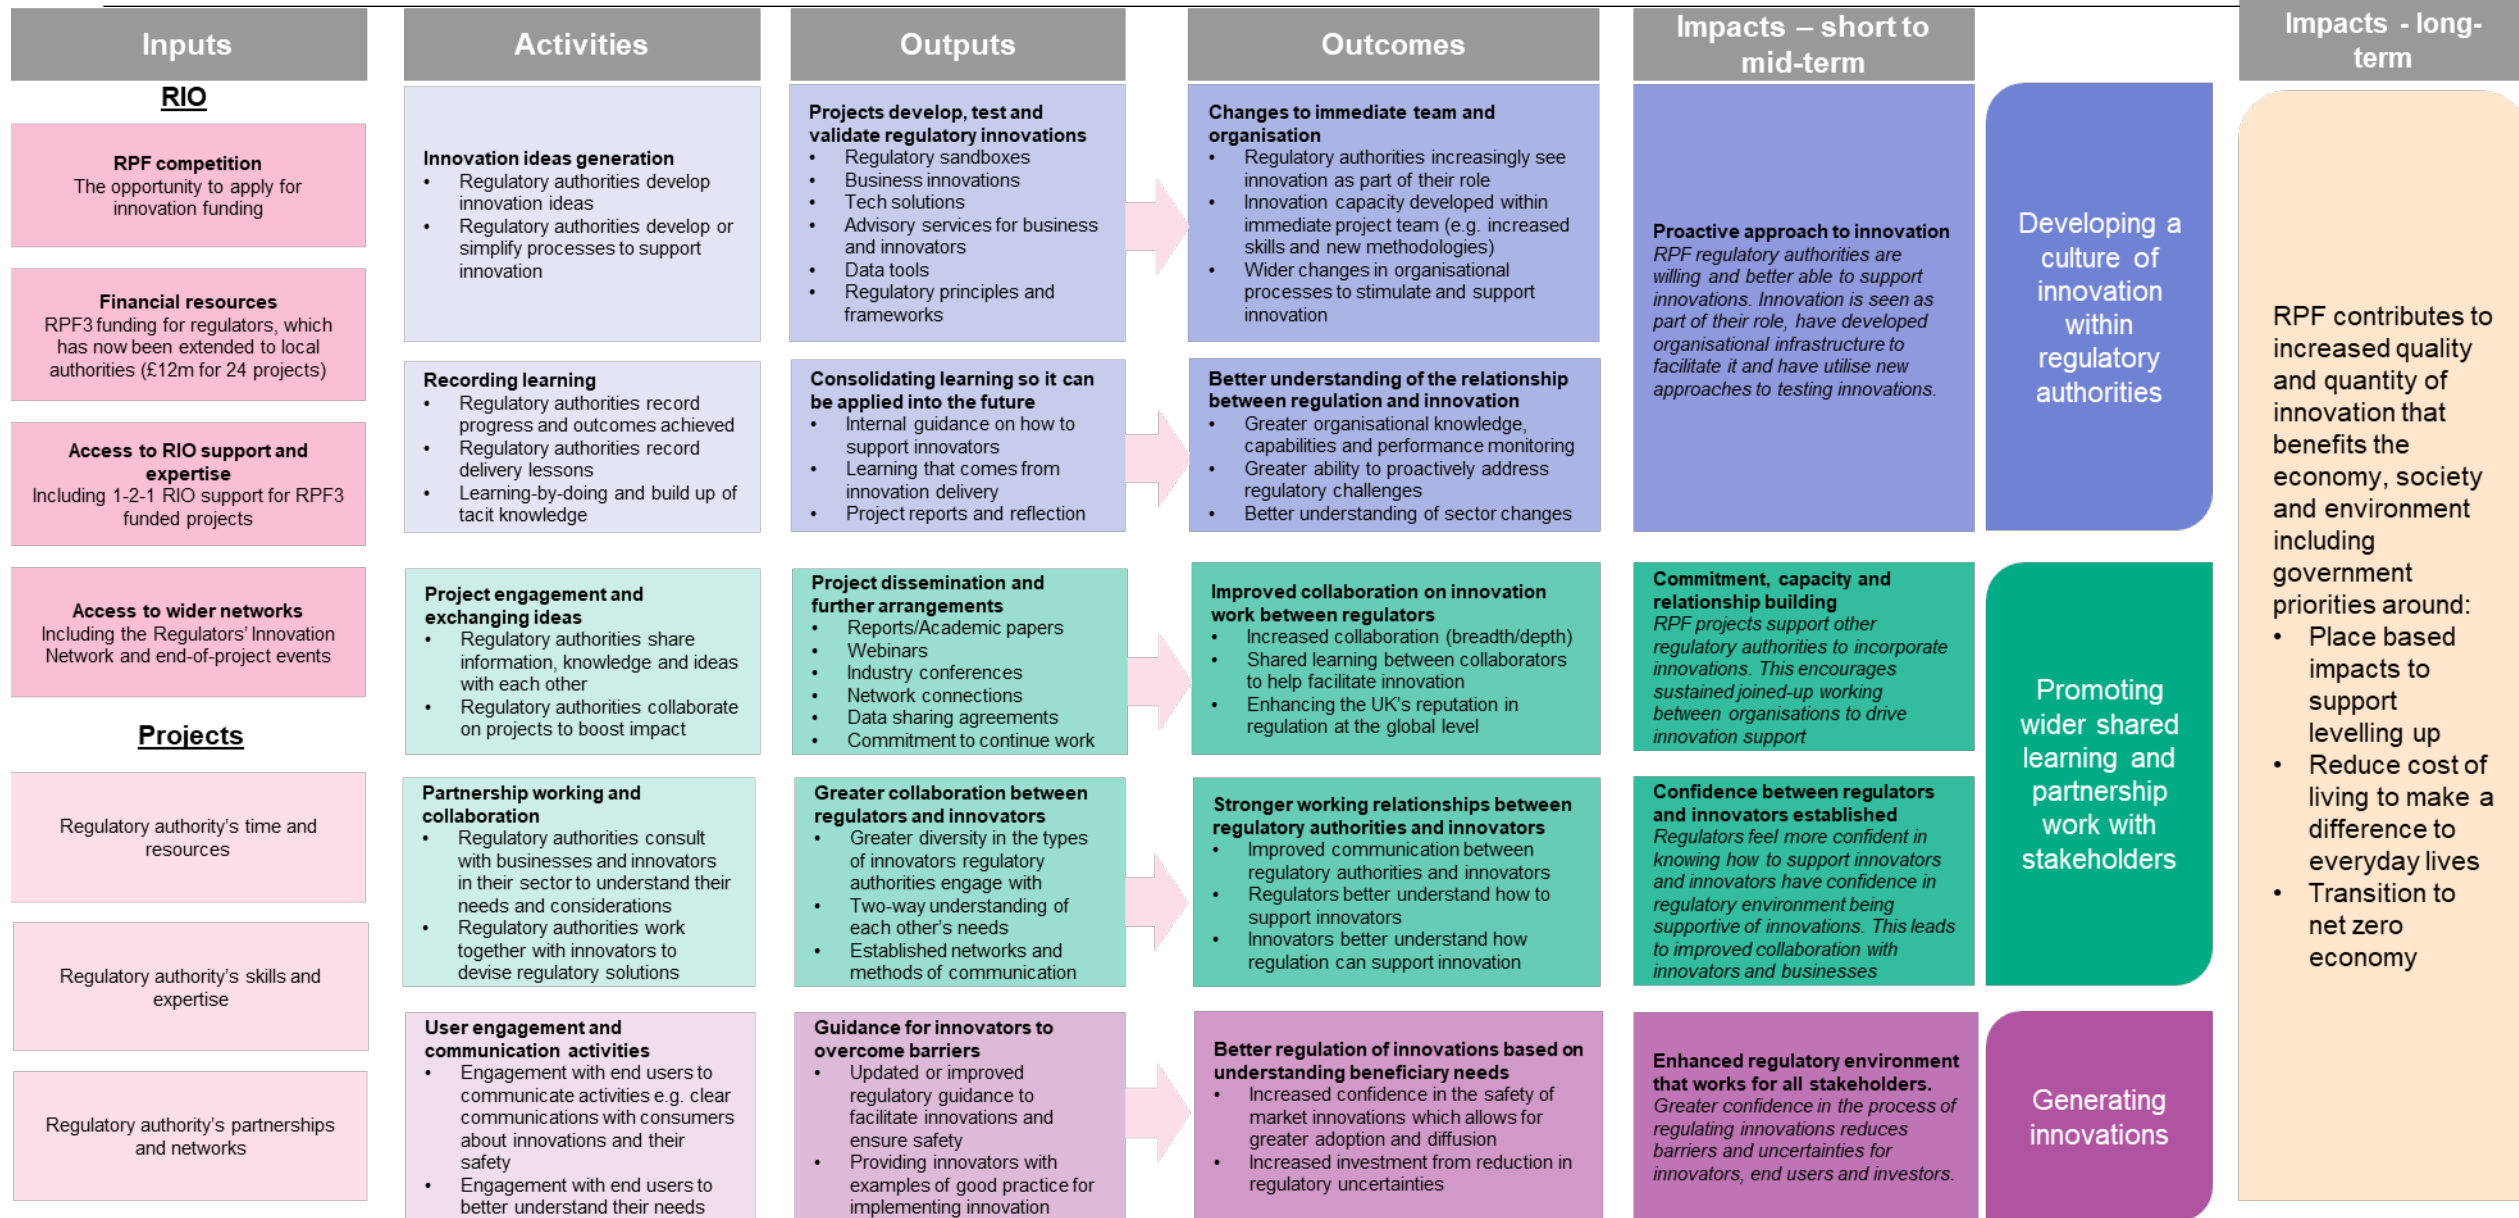 Inputs
Activities
Outputs
Outcomes
Impacts – short to
mid-term
Impacts - long-
term
RIO
RPF competition
The opportunity to apply for
innovation funding
Financial resources
RPF3 funding for regulators, which
has now been extended to local
authorities (£12m for 24 projects)
Access to RIO support and
expertise
Including 1-2-1 RIO support for RPF3
funded projects
Access to wider networks
Including the Regulators' Innovation
Network and end-of-project events
Projects
Regulatory authority's time and
resources
Regulatory authority's skills and
expertise
Regulatory authority's partnerships
and networks
Innovation ideas generation
• Regulatory authorities develop
innovation ideas
• Regulatory authorities develop or
simplify processes to support
innovation
Recording learning
• Regulatory authorities record
progress and outcomes achieved
• Regulatory authorities record
delivery lessons
• Learning-by-doing and build up of
tacit knowledge
Project engagement and
exchanging ideas
• Regulatory authorities share
information, knowledge and ideas
with each other
• Regulatory authorities collaborate
on projects to boost impact
Partnership working and
collaboration
• Regulatory authorities consult
with businesses and innovators
in their sector to understand their
needs and considerations
• Regulatory authorities work
together with innovators to
devise regulatory solutions
User engagement and
communication activities
• Engagement with end users to
communicate activities e.g. clear
communications with consumers
about innovations and their
safety
• Engagement with end users to
better understand their needs
Projects develop, test and
validate regulatory innovations
• Regulatory sandboxes
• Business innovations
• Tech solutions
• Advisory services for business
and innovators
• Data tools
• Regulatory principles and
frameworks
Consolidating learning so it can
be applied into the future
• Internal guidance on how to
support innovators
• Learning that comes from
innovation delivery
• Project reports and reflection
Project dissemination and
further arrangements
• Reports/Academic papers
• Webinars
• Industry conferences
• Network connections
• Data sharing agreements
• Commitment to continue work
Greater collaboration between
regulators and innovators
• Greater diversity in the types
of innovators regulatory
authorities engage with
• Two-way understanding of
each other's needs
• Established networks and
methods of communication
Guidance for innovators to
overcome barriers
• Updated or improved
regulatory guidance to
facilitate innovations and
ensure safety
• Providing innovators with
examples of good practice for
implementing innovation
Changes to immediate team and
organisation
• Regulatory authorities increasingly see
innovation as part of their role
• Innovation capacity developed within
immediate project team (e.g. increased
skills and new methodologies)
• Wider changes in organisational
processes to stimulate and support
innovation
Better understanding of the relationship
between regulation and innovation
• Greater organisational knowledge,
capabilities and performance monitoring
• Greater ability to proactively address
regulatory challenges
• Better understanding of sector changes
Improved collaboration on innovation
work between regulators
• Increased collaboration (breadth/depth)
• Shared learning between collaborators
to help facilitate innovation
• Enhancing the UK's reputation in
regulation at the global level
Stronger working relationships between
regulatory authorities and innovators
• Improved communication between
regulatory authorities and innovators
• Regulators better understand how to
support innovators
• Innovators better understand how
regulation can support innovation
Better regulation of innovations based on
understanding beneficiary needs
• Increased confidence in the safety of
market innovations which allows for
greater adoption and diffusion
• Increased investment from reduction in
regulatory uncertainties
Proactive approach to innovation
RPF regulatory authorities are
willing and better able to support
innovations. Innovation is seen as
part of their role, have developed
organisational infrastructure to
facilitate it and have utilise new
approaches to testing innovations.
Commitment, capacity and
relationship building
RPF projects support other
regulatory authorities to incorporate
innovations. This encourages
sustained joined-up working
between organisations to drive
innovation support
Confidence between regulators
and innovators established
Regulators feel more confident in
knowing how to support innovators
and innovators have confidence in
regulatory environment being
supportive of innovations. This leads
to improved collaboration with
innovators and businesses
Enhanced regulatory environment
that works for all stakeholders.
Greater confidence in the process of
regulating innovations reduces
barriers and uncertainties for
innovators, end users and investors.
Developing a
culture of
innovation
within
regulatory
authorities
Promoting
wider shared
learning and
partnership
work with
stakeholders
Generating
innovations
RPF contributes to
increased quality
and quantity of
innovation that
benefits the
economy, society
and environment
including
government
priorities around:
• Place based
impacts to
support
levelling up
• Reduce cost of
living to make a
difference to
everyday lives
• Transition to
net zero
economy